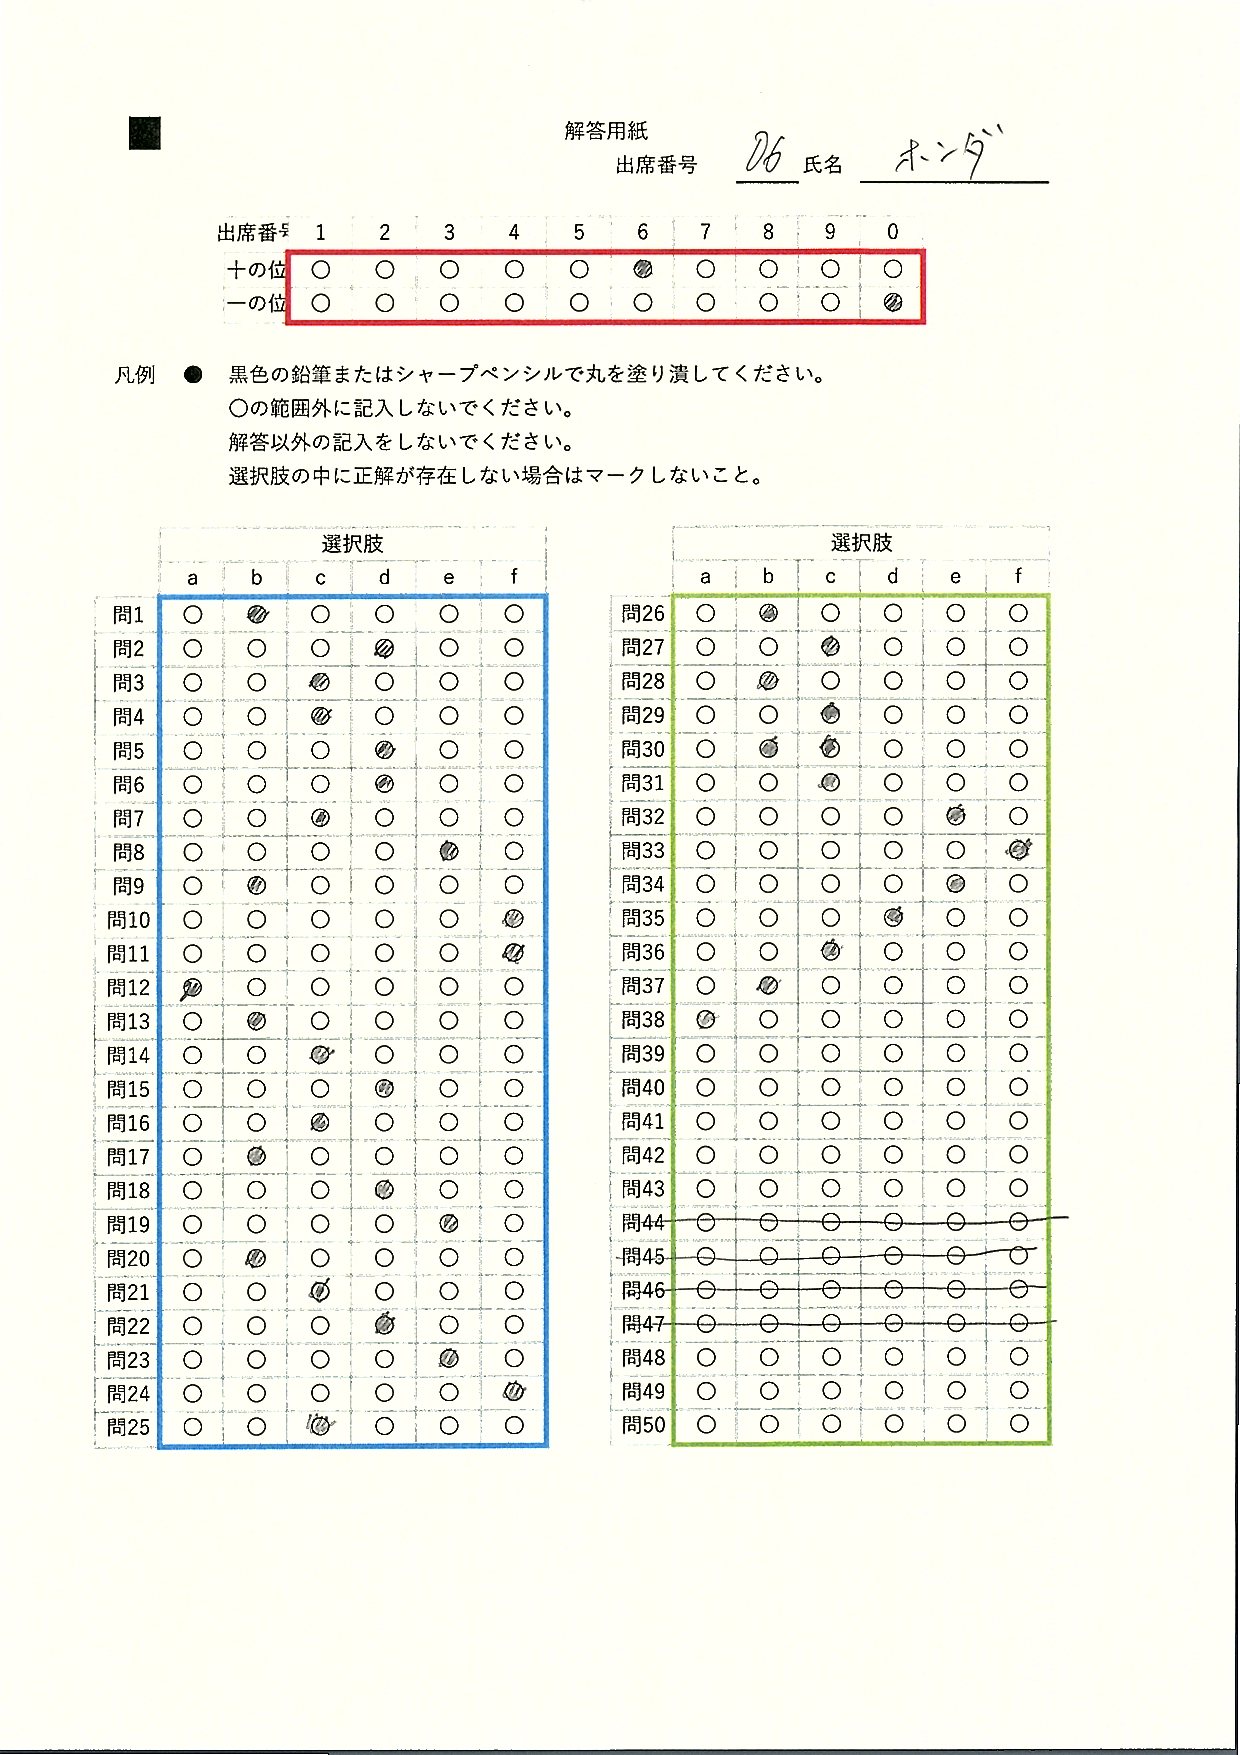 解答用紙
出席番号 06 氏名 ホンダ
出席番号 1 2 3 4 5 6 7 8 9 0
十の位
一の位
凡例 ● 黒色の鉛筆またはシャープペンシルで丸を塗り潰してください。
〇の範囲外に記入しないでください。
解答以外の記入をしないでください。
選択肢の中に正解が存在しない場合はマークしないこと。
選択肢
a b c d e f
問1
問2
問3
問4
問5
問6
問7
問8
問9
問10
問11
問12
問13
問14
問15
問16
問17
問18
問19
問20
問21
問22
問23
問24
問25
選択肢
a b c d e f
問26
問27
問28
問29
問30
問31
問32
問33
問34
問35
問36
問37
問38
問39
問40
問41
問42
問43
問44
問45
問46
問47
問48
問49
問50